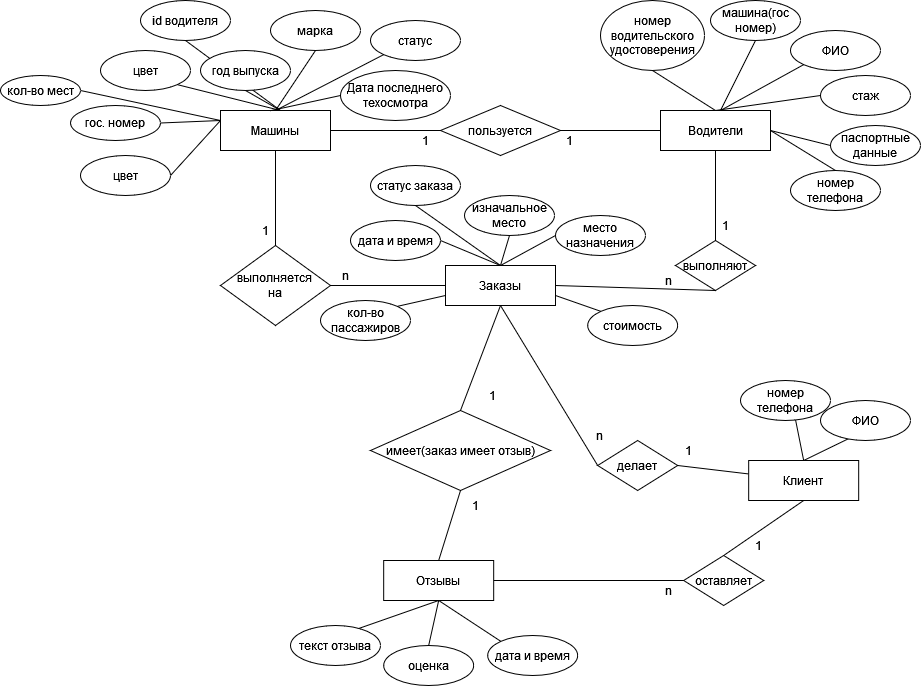 id водителя
марка
статус
цвет
год выпуска
кол-во мест
Дата последнего
техосмотра
гос. номер
цвет
Машины
1
пользуется
1
номер
водительского
удостоверения
машина(гос
номер)
ФИО
стаж
Водители
паспортные
данные
номер
телефона
статус заказа
изначальное
место
дата и время
место
назначения
1
выполняется
на
n
Заказы
1
выполняют
n
кол-во
пассажиров
стоимость
1
имеет(заказ имеет отзыв)
1
n
делает
1
номер
телефона
ФИО
Клиент
1
оставляет
n
Отзывы
текст отзыва
оценка
дата и время